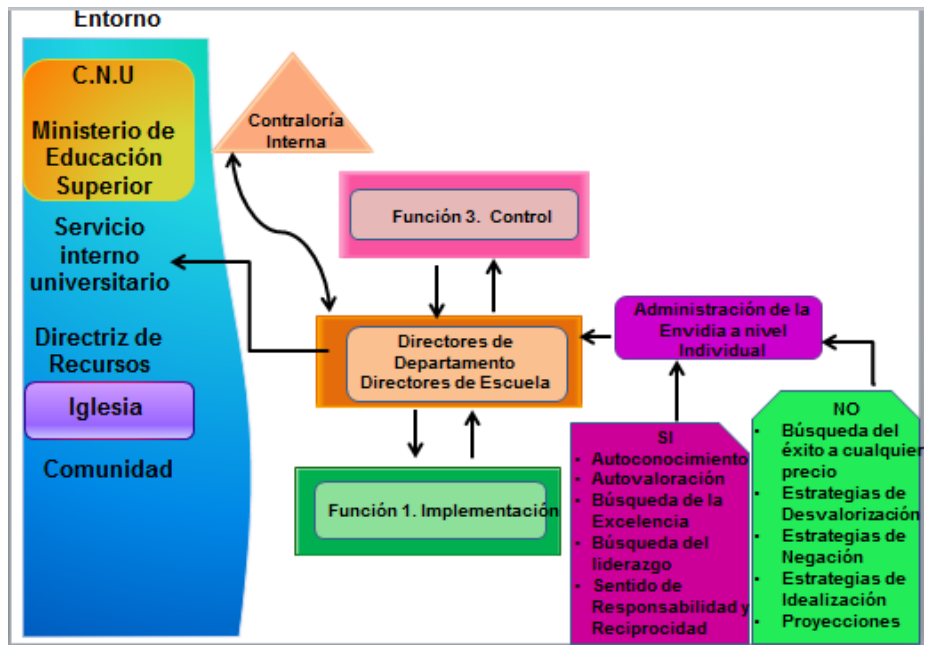 Entorno
C.N.U
Ministerio de
Educación
Superior
Servicio
interno
universitario
Directriz de
Recursos
Iglesia
Comunidad
Contraloría
Interna
Función 3. Control
Directores de
Departamento
Directores de Escuela
Función 1. Implementación
Administración de la
Envidia a nivel
Individual
SI
• Autoconocimiento
• Autovaloración
• Búsqueda de la
Excelencia
• Búsqueda del
liderazgo
• Sentido de
Responsabilidad y
Reciprocidad
NO
• Búsqueda del
éxito a cualquier
precio
• Estrategias de
Desvalorización
• Estrategias de
Negación
• Estrategias de
Idealización
• Proyecciones